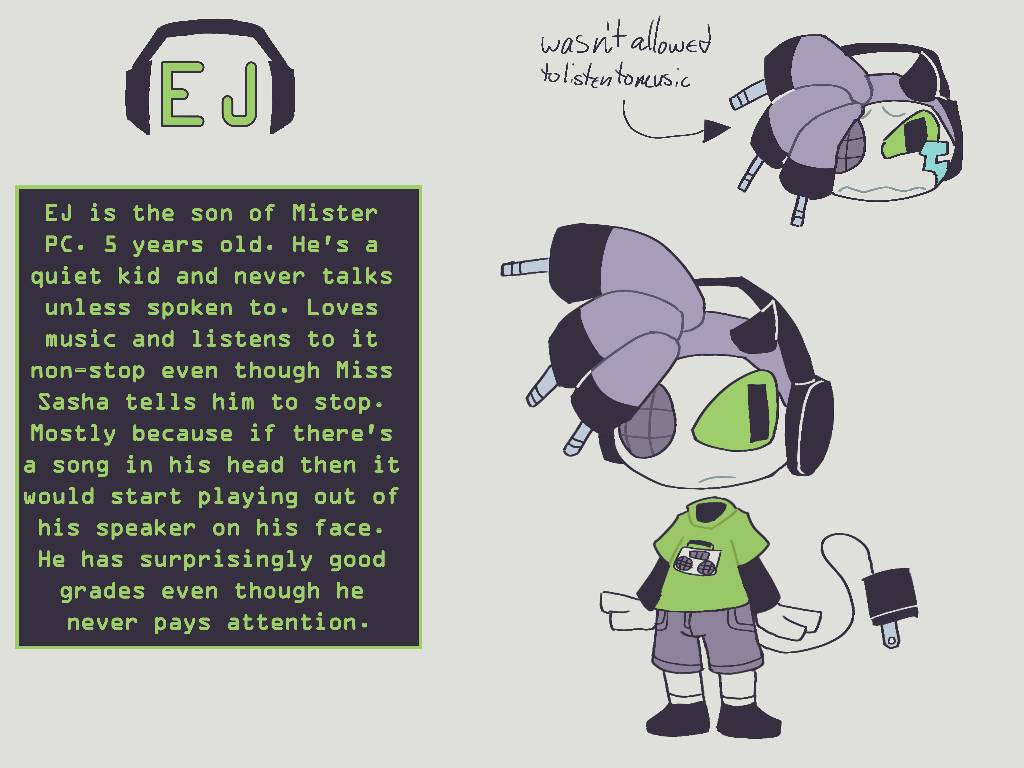 EJ
wasn't allowed
to listen to music
EJ is the son of Mister
PC. 5 years old. He's a
quiet kid and never talks
unless spoken to. Loves
music and listens to it
non-stop even though Miss
Sasha tells him to stop.
Mostly because if there's
a song in his head then it
would start playing out of
his speaker on his face.
He has surprisingly good
grades even though he
never pays attention.